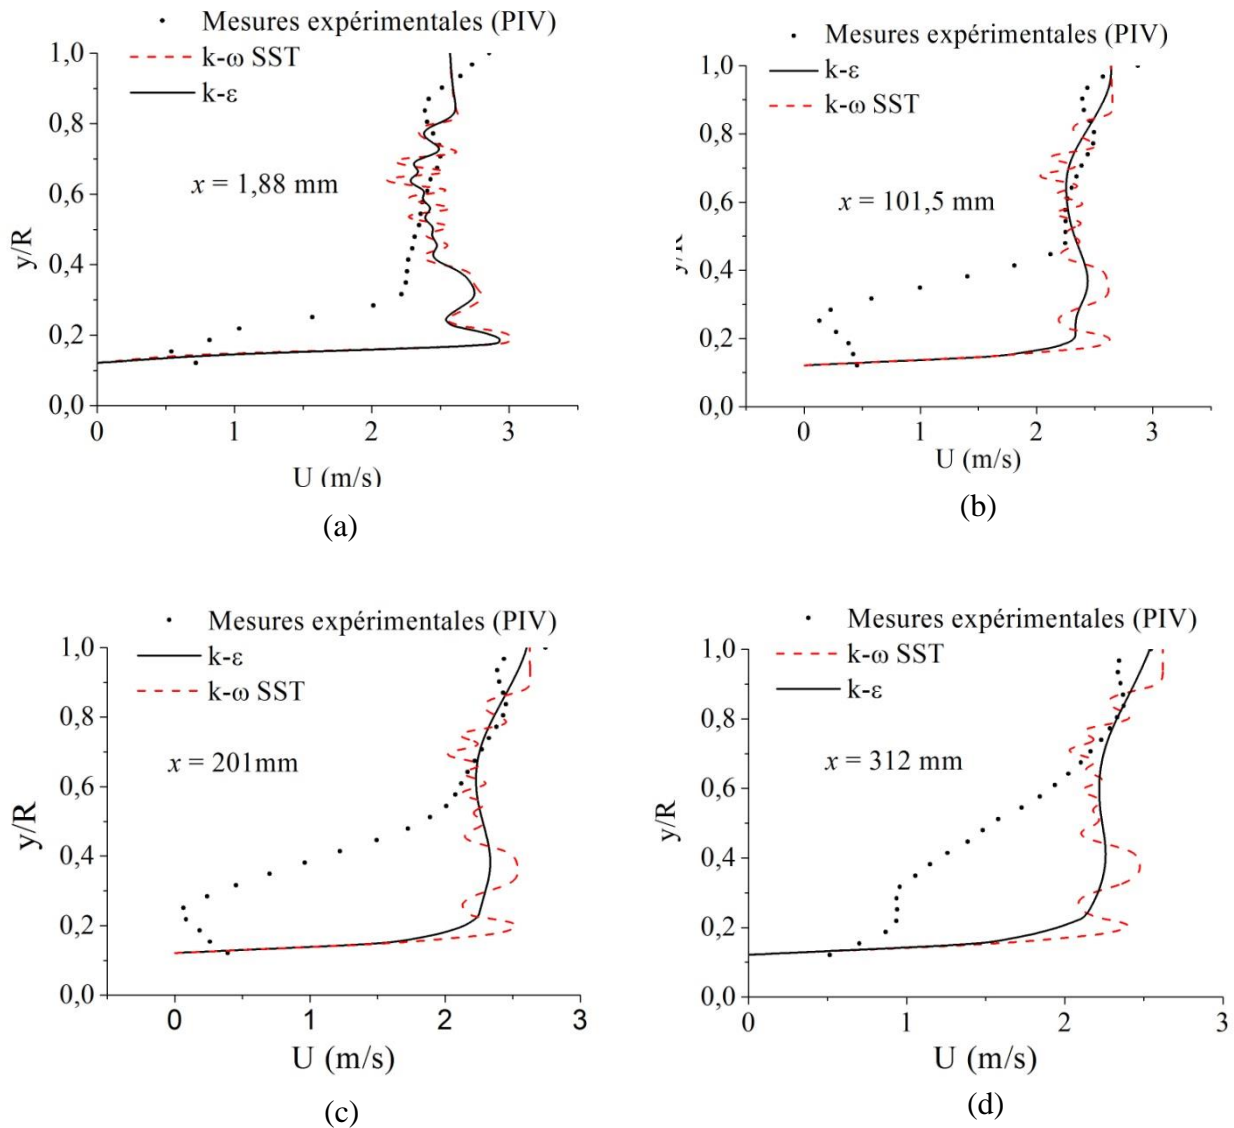 Mesures expérimentales (PIV)
k-ω SST
k-ε
1,0
0,8
0,6
0,4
0,2
0,0
y/R
x = 1,88 mm
0 1 2 3
U (m/s)
(a)
Mesures expérimentales (PIV)
k-ε
k-ω SST
1,0
0,8
0,6
0,4
0,2
0,0
y/R
x = 101,5 mm
0 1 2 3
U (m/s)
(b)
Mesures expérimentales (PIV)
k-ε
k-ω SST
1,0
0,8
0,6
0,4
0,2
0,0
y/R
x = 201mm
0 1 2 3
U (m/s)
(c)
Mesures expérimentales (PIV)
k-ω SST
k-ε
1,0
0,8
0,6
0,4
0,2
0,0
y/R
x = 312 mm
0 1 2 3
U (m/s)
(d)